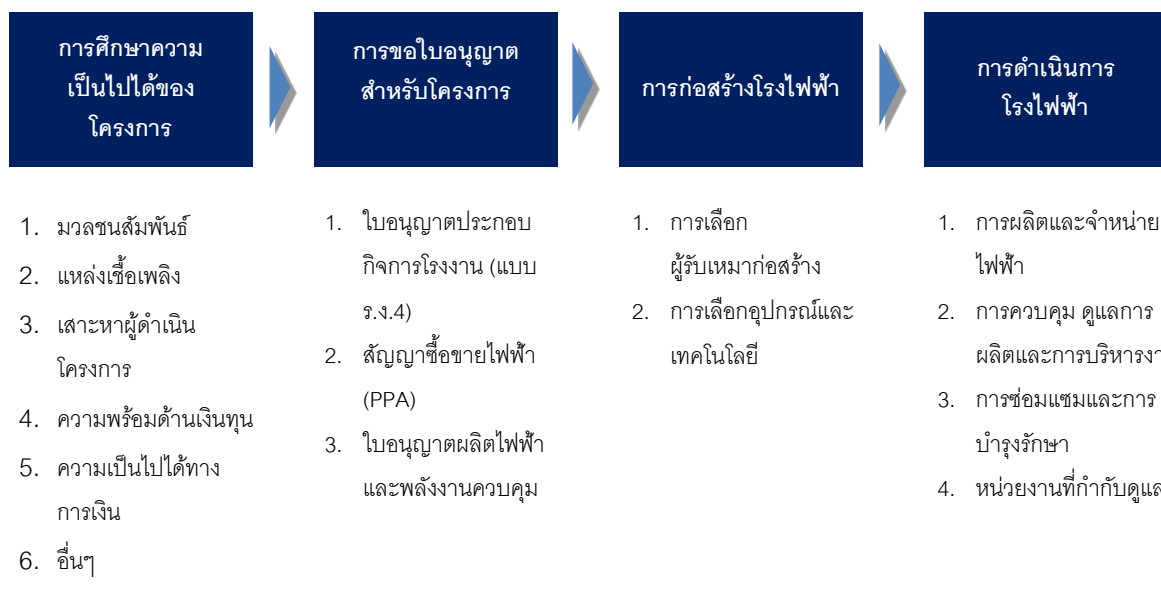 การศึกษาความ
เป็นไปได้ของ
โครงการ
การขอใบอนุญาต
สำหรับโครงการ
การก่อสร้างโรงไฟฟ้า
การดำเนินการ
โรงไฟฟ้า
1. มวลชนสัมพันธ์
2. แหล่งเชื้อเพลิง
3. เสาะหาผู้ดำเนิน
โครงการ
4. ความพร้อมด้านเงินทุน
5. ความเป็นไปได้ทาง
การเงิน
6. อื่นๆ
1. ใบอนุญาตประกอบ
กิจการโรงงาน (แบบ
ร.ง.4)
2. สัญญาซื้อขายไฟฟ้า
(PPA)
3. ใบอนุญาตผลิตไฟฟ้า
และพลังงานควบคุม
1. การเลือก
ผู้รับเหมาก่อสร้าง
2. การเลือกอุปกรณ์และ
เทคโนโลยี
1. การผลิตและจำหน่าย
ไฟฟ้า
2. การควบคุม ดูแลการ
ผลิตและการบริหาร
3. การซ่อมแซมและการ
บำรุงรักษา
4. หน่วยงานที่กำกับ